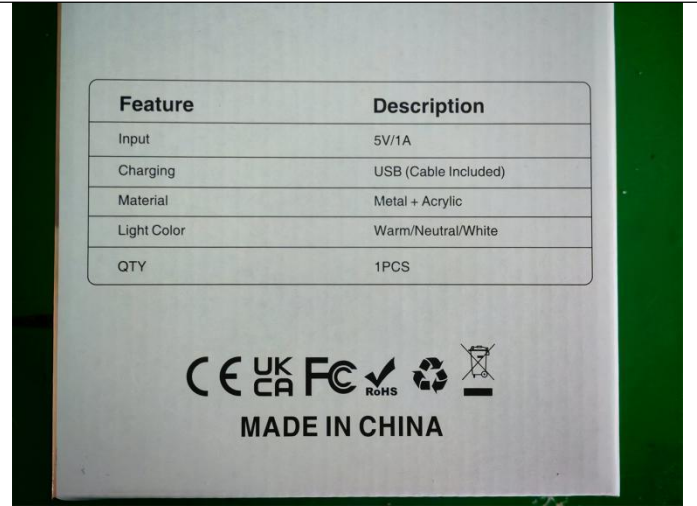 Feature Description
Input 5V/1A
Charging USB (Cable Included)
Material Metal + Acrylic
Light Color Warm/Neutral/White
QTY 1PCS
CE UK CA FC RoHS
MADE IN CHINA